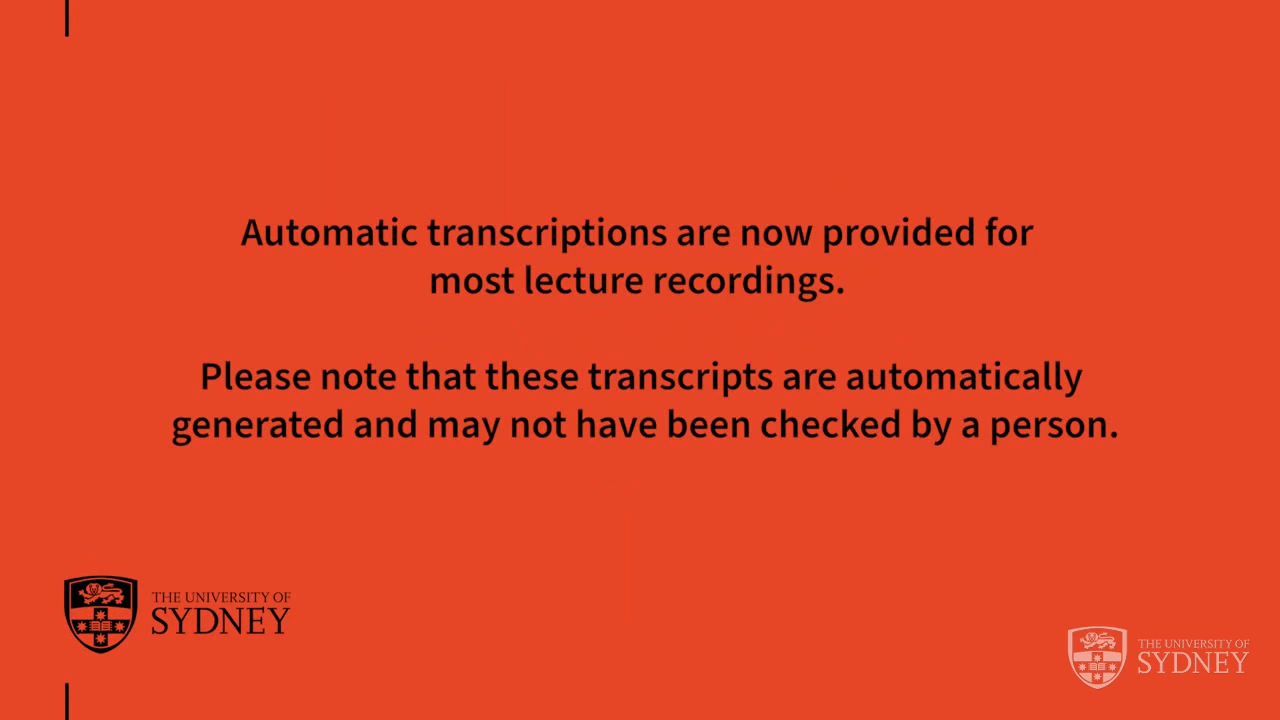 Automatic transcriptions are now provided for
most lecture recordings.
Please note that these transcripts are automatically
generated and may not have been checked by a person.
THE UNIVERSITY OF
SYDNEY
THE UNIVERSITY OF
SYDNEY